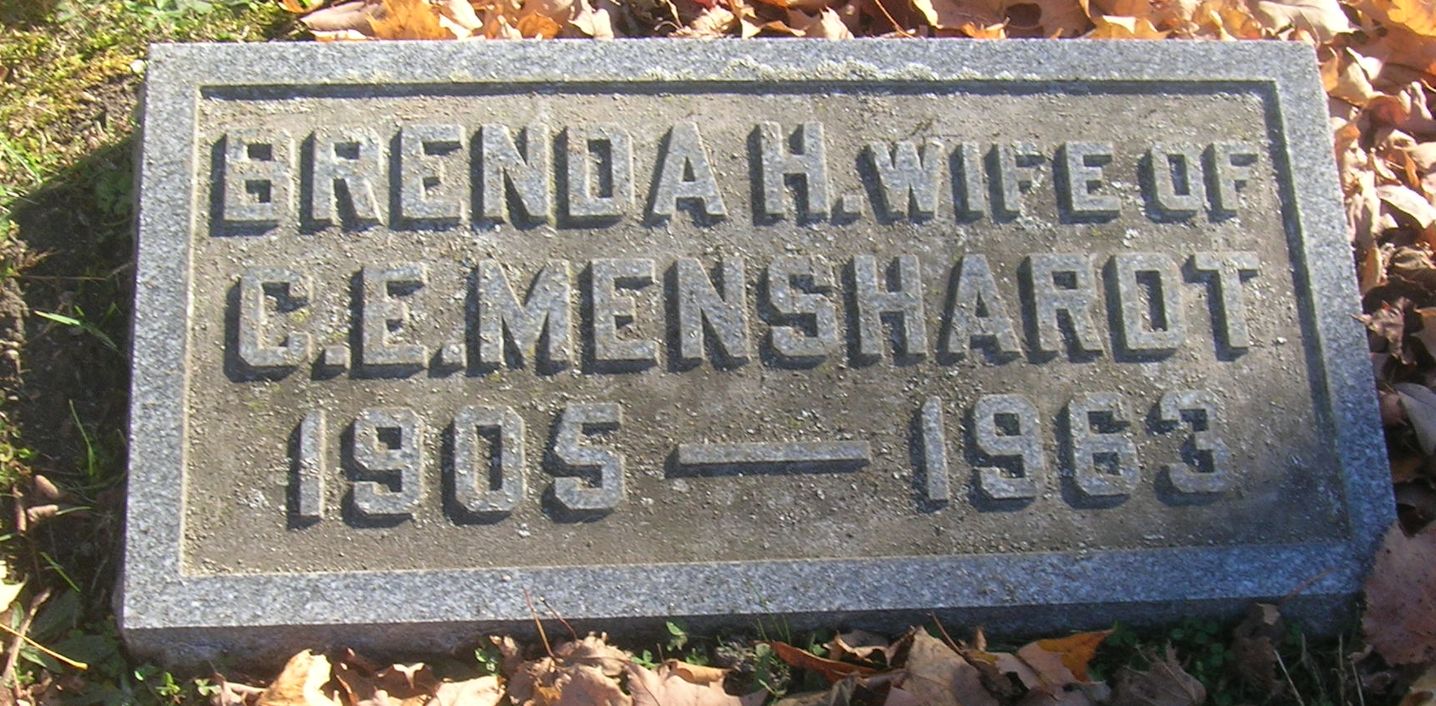 BRENDA H. WIFE OF
C.E. MENSHARDT
1905 — 1963